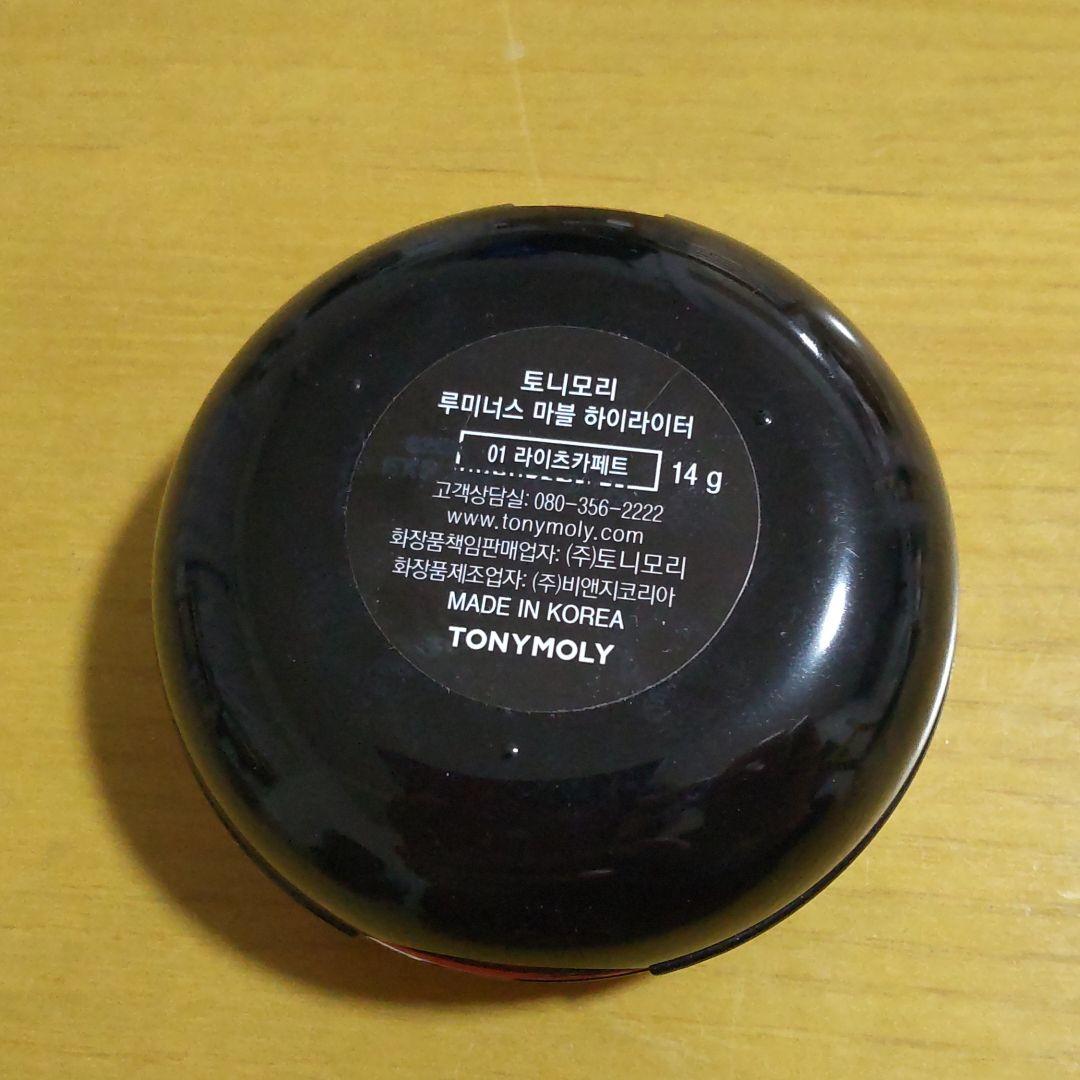 토니모리
루미너스 마블 하이라이터
01 라이츠카페트 14 g
고객상담실: 080-356-2222
www.tonymoly.com
화장품책임판매업자: (주)토니모리
화장품제조업자: (주)비앤지코리아
MADE IN KOREA
TONYMOLY